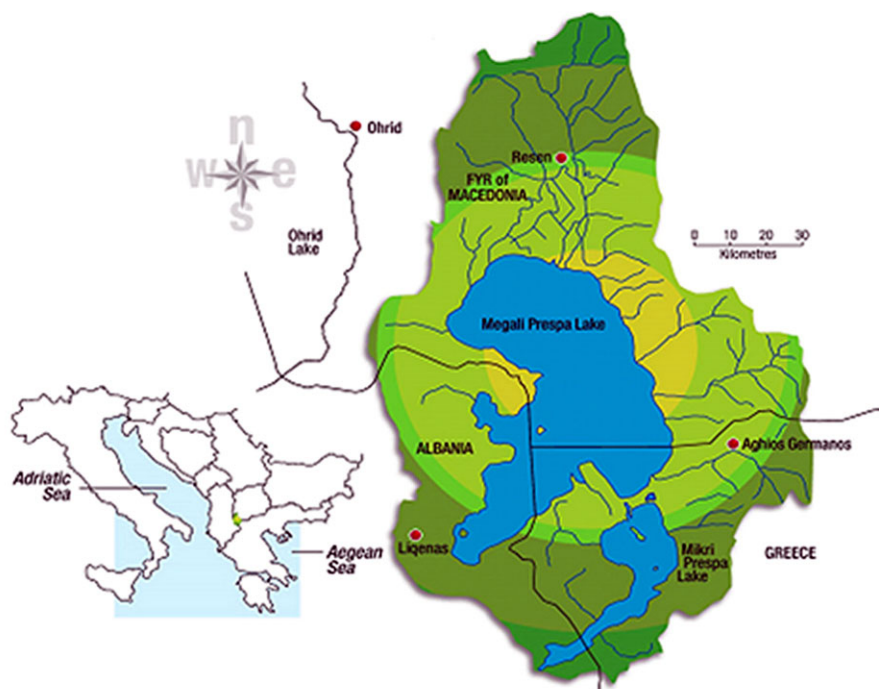 n
w e
s
Ohrid
Ohrid
Lake
Resen
FYR of
MACEDONIA
0 10 20 30
Kilometres
Megali Prespa Lake
ALBANIA
Aghios Germanos
Liqenas
Mikri
Prespa
Lake
GREECE
Adriatic
Sea
Aegean
Sea